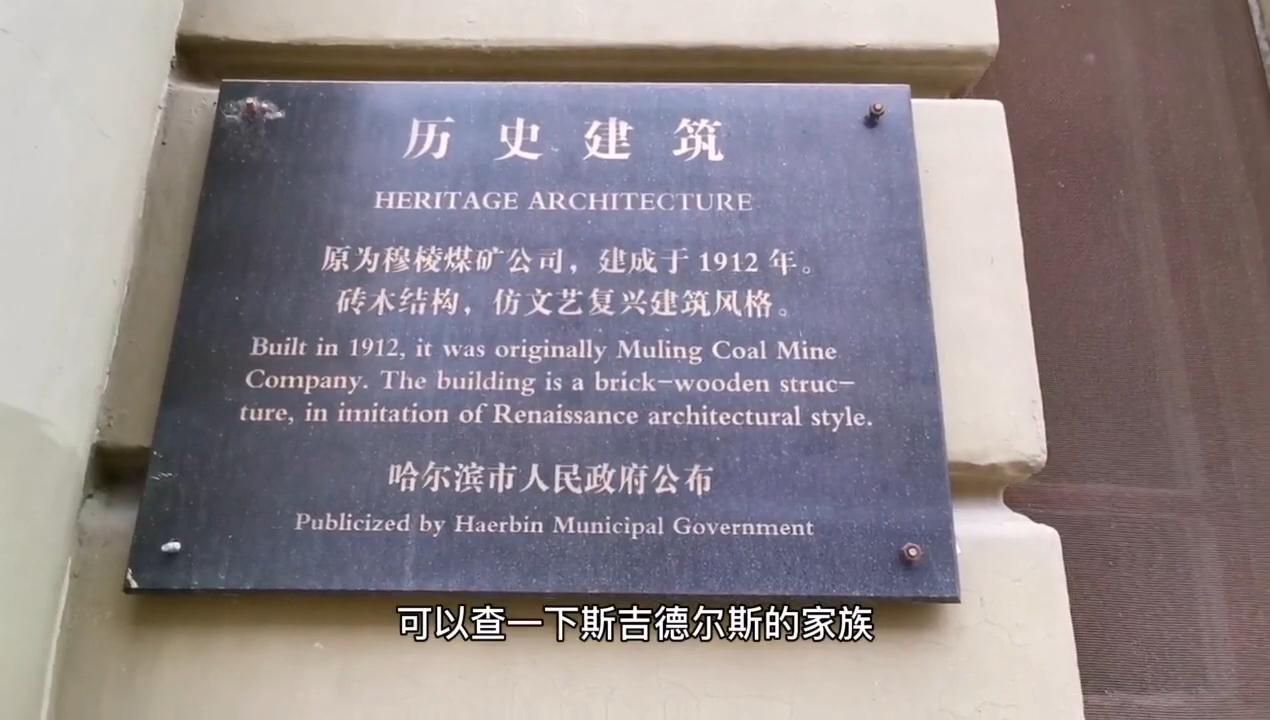 历史建筑
HERITAGE ARCHITECTURE
原为穆棱煤矿公司，建成于 1912 年。
砖木结构，仿文艺复兴建筑风格。
Built in 1912, it was originally Muling Coal Mine
Company. The building is a brick-wooden struc-
ture, in imitation of Renaissance architectural style.
哈尔滨市人民政府公布
Publicized by Haerbin Municipal Government
可以查一下斯吉德尔斯的家族